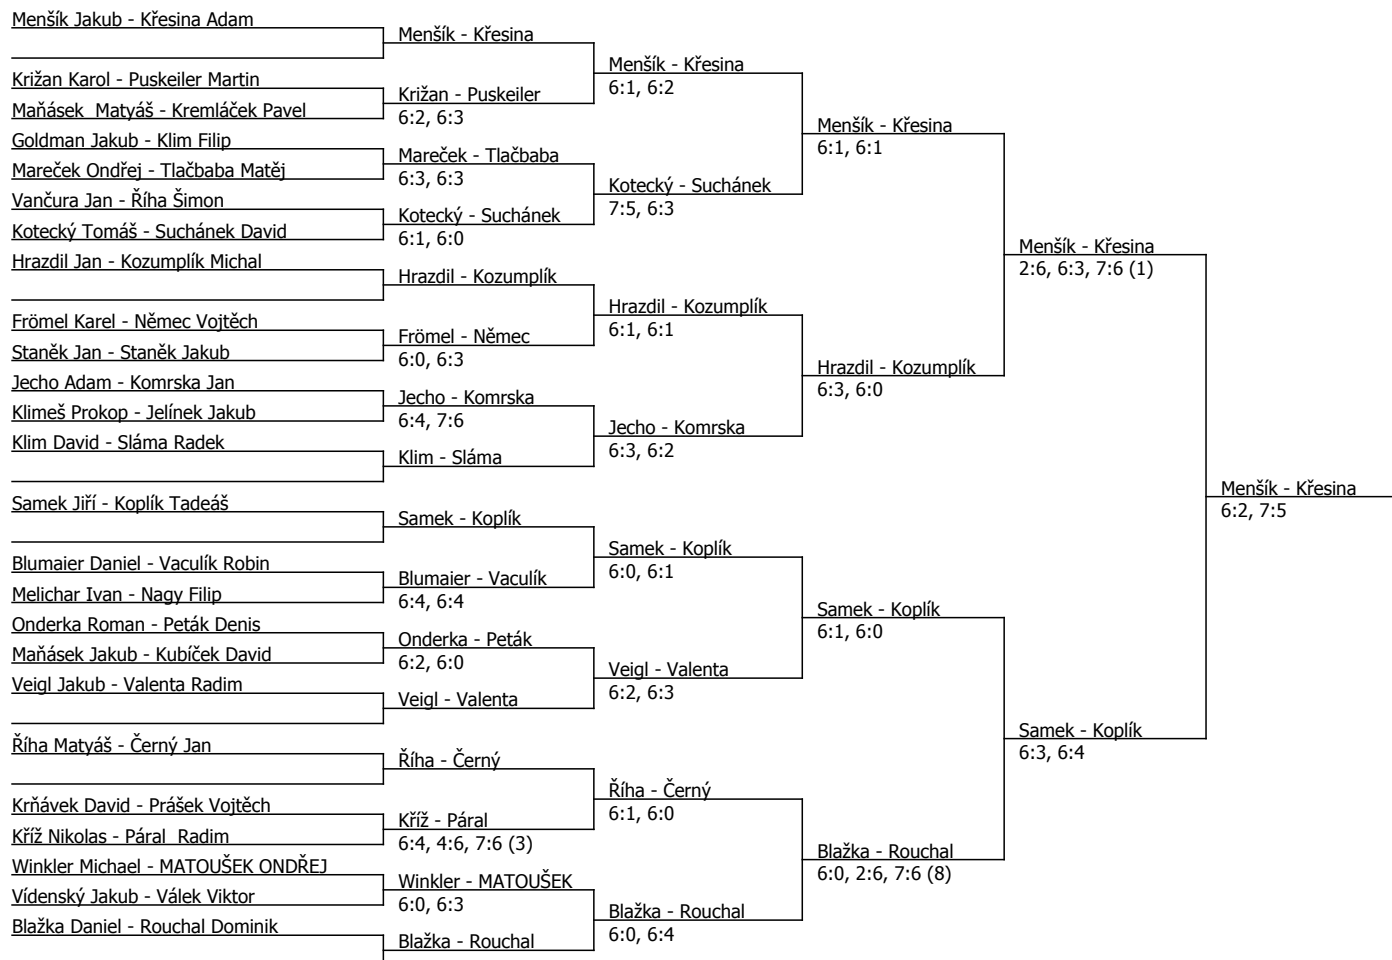 Menšík Jakub - Křesina Adam
Menšík - Křesina
Menšík - Křesina
6:1, 6:2
Križan Karol - Puskeiler Martin
Križan - Puskeiler
6:2, 6:3
Maňásek  Matyáš - Kremláček Pavel
Menšík - Křesina
6:1, 6:1
Goldman Jakub - Klim Filip
Mareček - Tlačbaba
6:3, 6:3
Mareček Ondřej - Tlačbaba Matěj
Kotecký - Suchánek
7:5, 6:3
Vančura Jan - Říha Šimon
Kotecký - Suchánek
6:1, 6:0
Kotecký Tomáš - Suchánek David
Menšík - Křesina
2:6, 6:3, 7:6 (1)
Hrazdil Jan - Kozumplík Michal
Hrazdil - Kozumplík
Hrazdil - Kozumplík
6:1, 6:1
Frömel Karel - Němec Vojtěch
Frömel - Němec
6:0, 6:3
Staněk Jan - Staněk Jakub
Hrazdil - Kozumplík
6:3, 6:0
Jecho Adam - Komrska Jan
Jecho - Komrska
6:4, 7:6
Klimeš Prokop - Jelínek Jakub
Jecho - Komrska
6:3, 6:2
Klim David - Sláma Radek
Klim - Sláma
Menšík - Křesina
6:2, 7:5
Samek Jiří - Koplík Tadeáš
Samek - Koplík
Samek - Koplík
6:0, 6:1
Blumaier Daniel - Vaculík Robin
Blumaier - Vaculík
6:4, 6:4
Melichar Ivan - Nagy Filip
Samek - Koplík
6:1, 6:0
Onderka Roman - Peták Denis
Onderka - Peták
6:2, 6:0
Maňásek Jakub - Kubíček David
Veigl - Valenta
6:2, 6:3
Veigl Jakub - Valenta Radim
Veigl - Valenta
Samek - Koplík
6:3, 6:4
Říha Matyáš - Černý Jan
Říha - Černý
Říha - Černý
6:1, 6:0
Krňávek David - Prášek Vojtěch
Kříž - Páral
6:4, 4:6, 7:6 (3)
Kříž Nikolas - Páral  Radim
Blažka - Rouchal
6:0, 2:6, 7:6 (8)
Winkler Michael - MATOUŠEK ONDŘEJ
Winkler - MATOUŠEK
6:0, 6:3
Vídenský Jakub - Válek Viktor
Blažka - Rouchal
6:0, 6:4
Blažka Daniel - Rouchal Dominik
Blažka - Rouchal